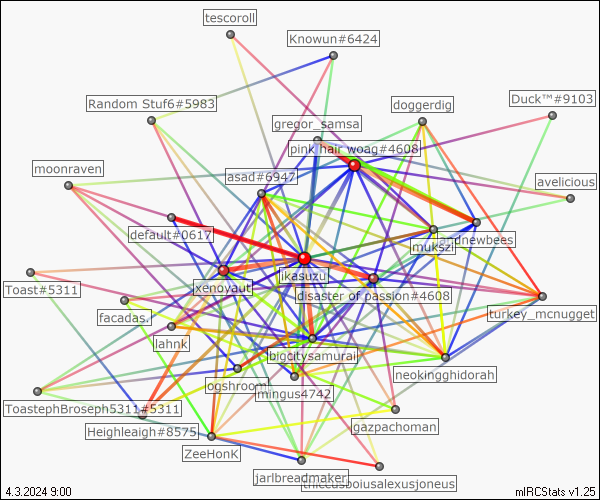 tescoroll
Knowun#6424
Duck™#9103
Random Stuf6#5983
doggerdig
gregor_samsa
pink hair woag#4608
asad#6947
moonraven
avelicious
default#0617
andnewbees
mukszi
xenoyaut
ikasuzu
Toast#5311
disaster of passion#4608
facadas.
turkey_mcnugget
lahnk
bigcitysamurai
neokingghidorah
ogshroom
mingus4742
ToastephBroseph5311#5311
gazpachoman
Heighleaigh#8575
ZeeHonK
jarlbreadmaker
thiccusboiusalexusjoneus
4.3.2024 9:00
mIRCStats v1.25